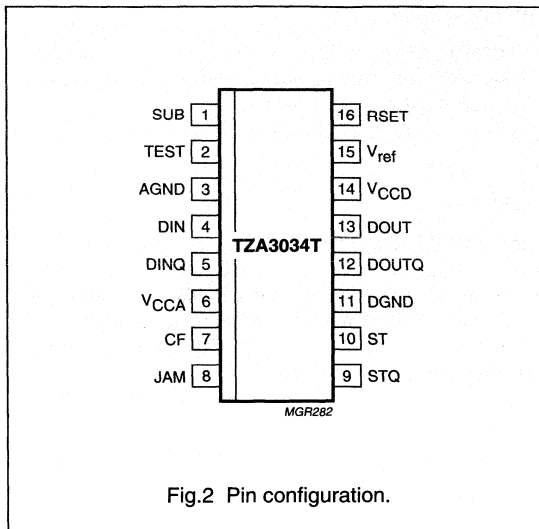 SUB 1 16 RSET
TEST 2 15 Vref
AGND 3 14 VCCD
DIN 4 13 DOUT
TZA3034T
DINQ 5 12 DOUTQ
VCCA 6 11 DGND
CF 7 10 ST
JAM 8 9 STQ
MGR282
Fig.2 Pin configuration.